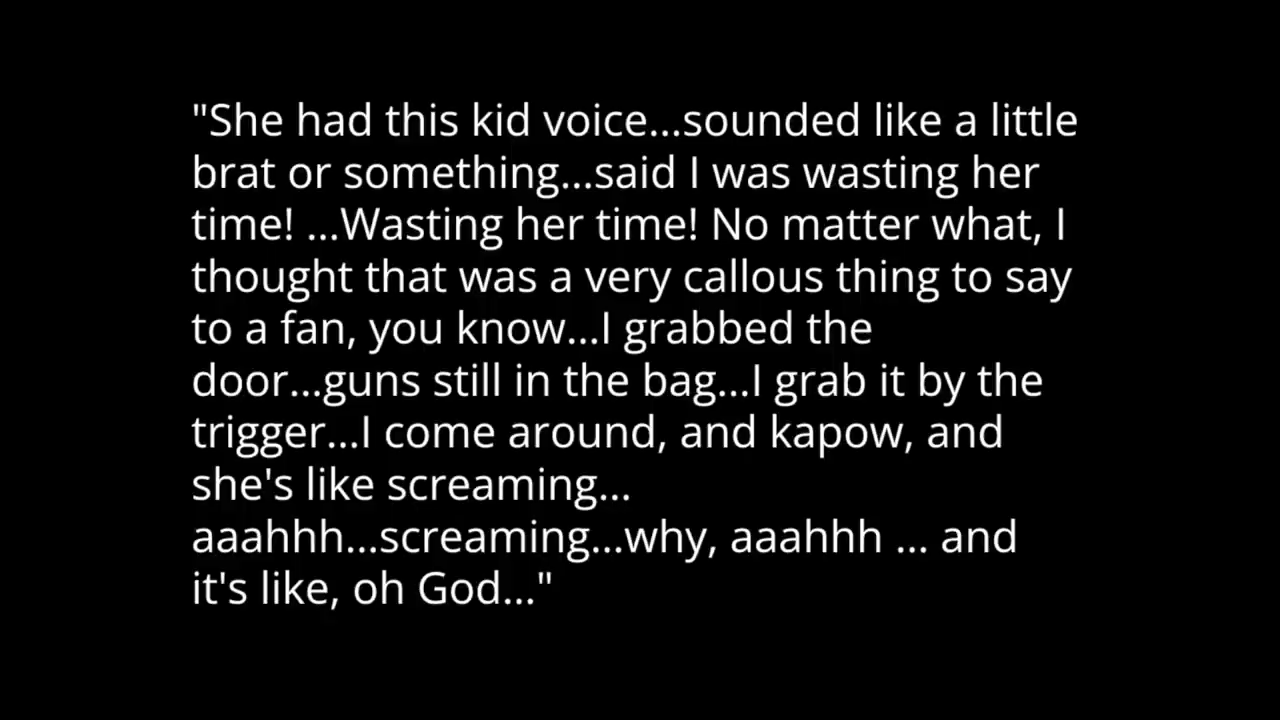 "She had this kid voice...sounded like a little
brat or something...said I was wasting her
time! ...Wasting her time! No matter what, I
thought that was a very callous thing to say
to a fan, you know...I grabbed the
door...guns still in the bag...I grab it by the
trigger...I come around, and kapow, and
she's like screaming...
aaahhh...screaming...why, aaahhh ... and
it's like, oh God..."